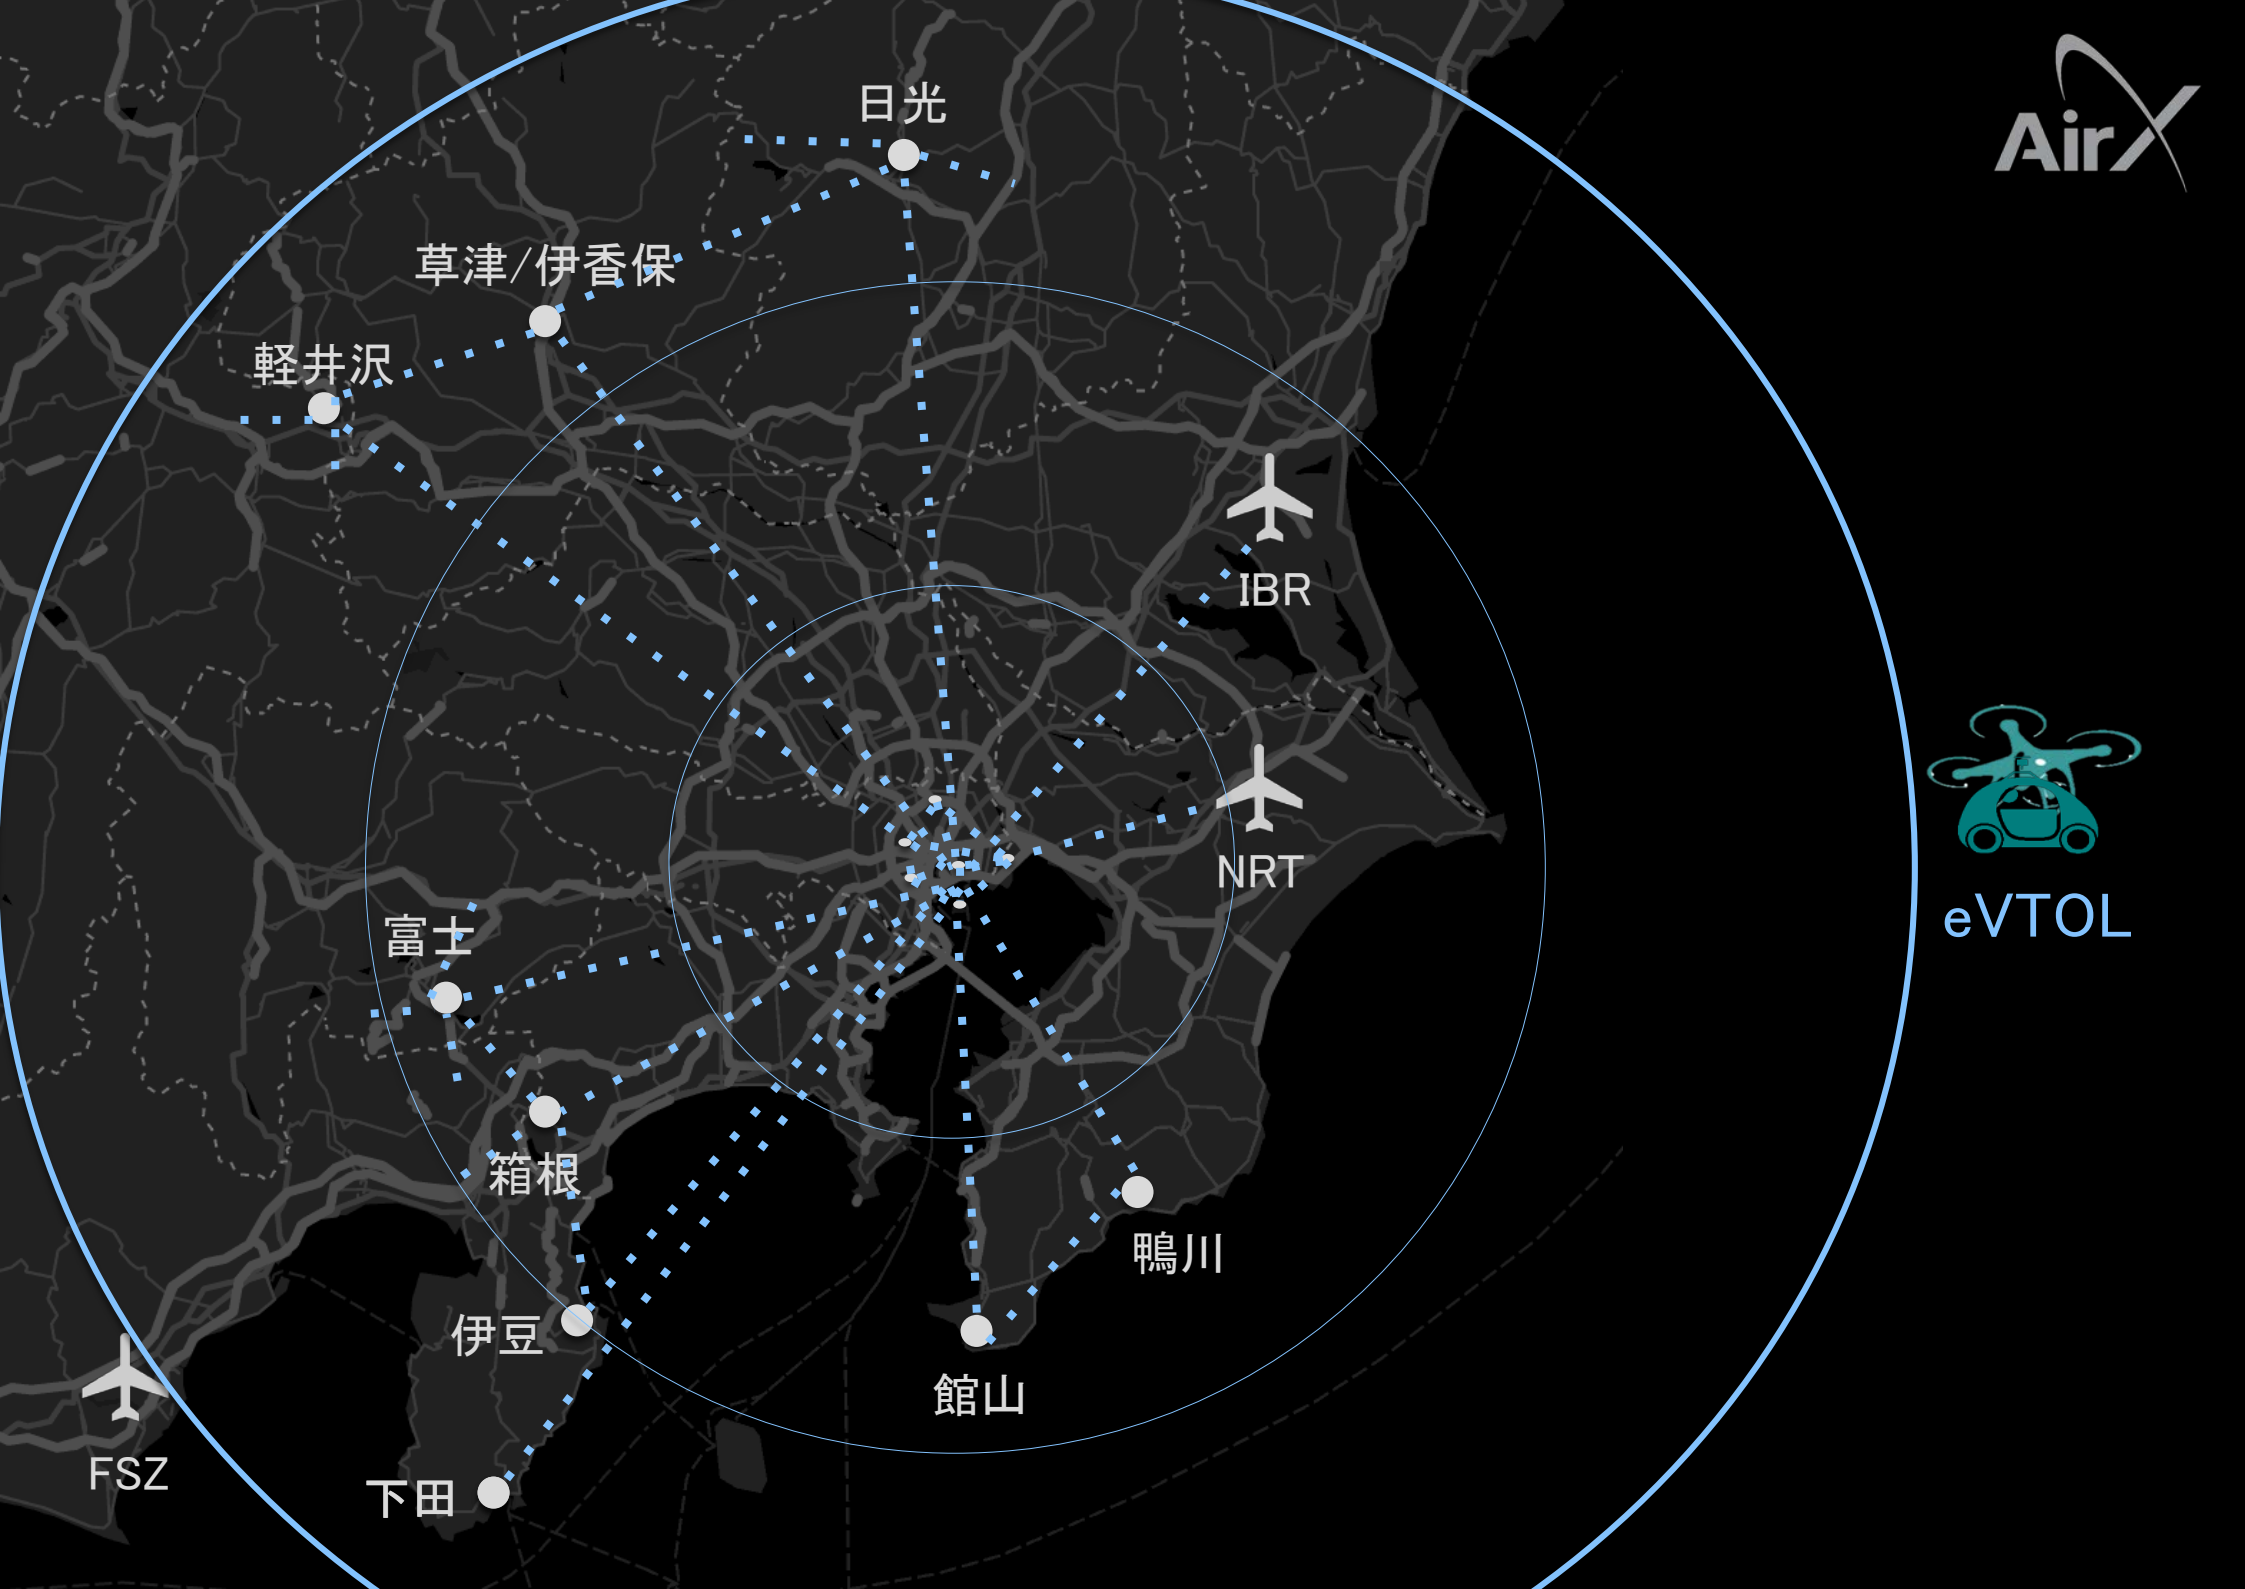 日光
AirX
草津/伊香保
軽井沢
IBR
NRT
富士
eVTOL
箱根
鴨川
伊豆
館山
FSZ
下田